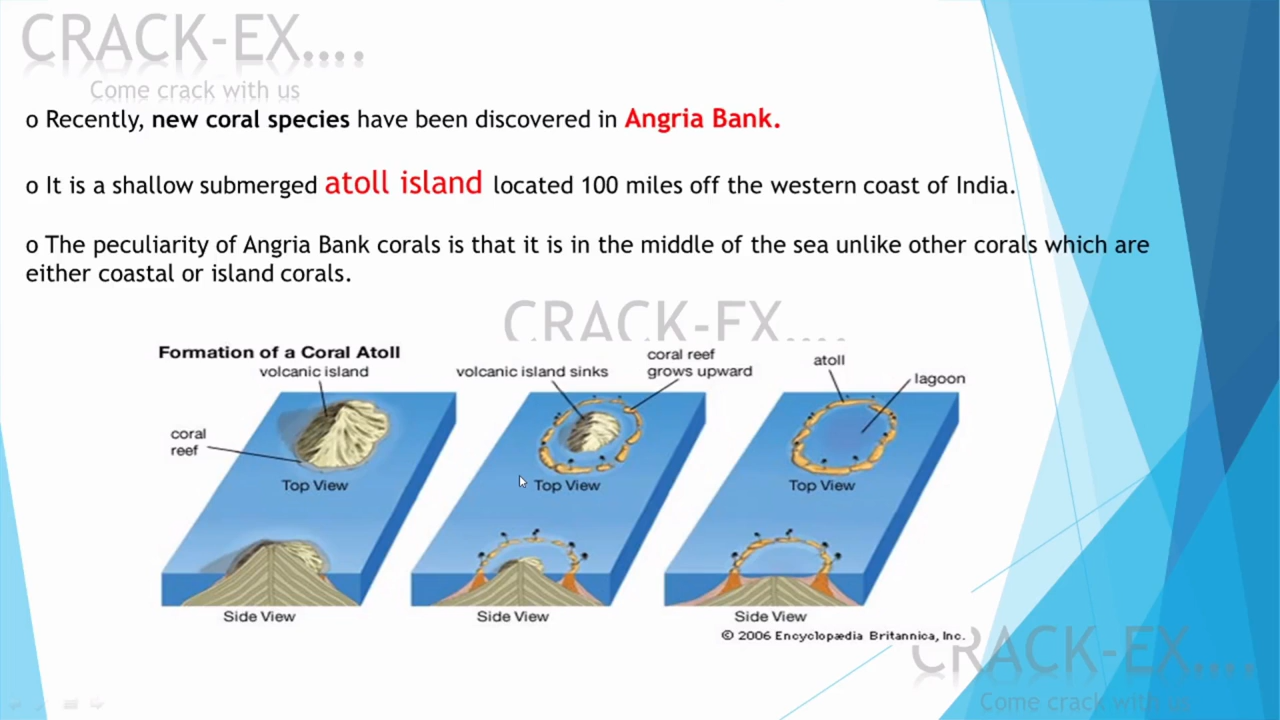 CRACK-EX....
Come crack with us
o Recently, new coral species have been discovered in Angria Bank.
o It is a shallow submerged atoll island located 100 miles off the western coast of India.
o The peculiarity of Angria Bank corals is that it is in the middle of the sea unlike other corals which are
either coastal or island corals.
CRACK-EX....
Formation of a Coral Atoll
volcanic island
coral
reef
Top View
Side View
volcanic island sinks
coral reef
grows upward
Top View
Side View
atoll
lagoon
Top View
Side View
© 2006 Encyclopædia Britannica, Inc.
CRACK-EX....
Come crack with us